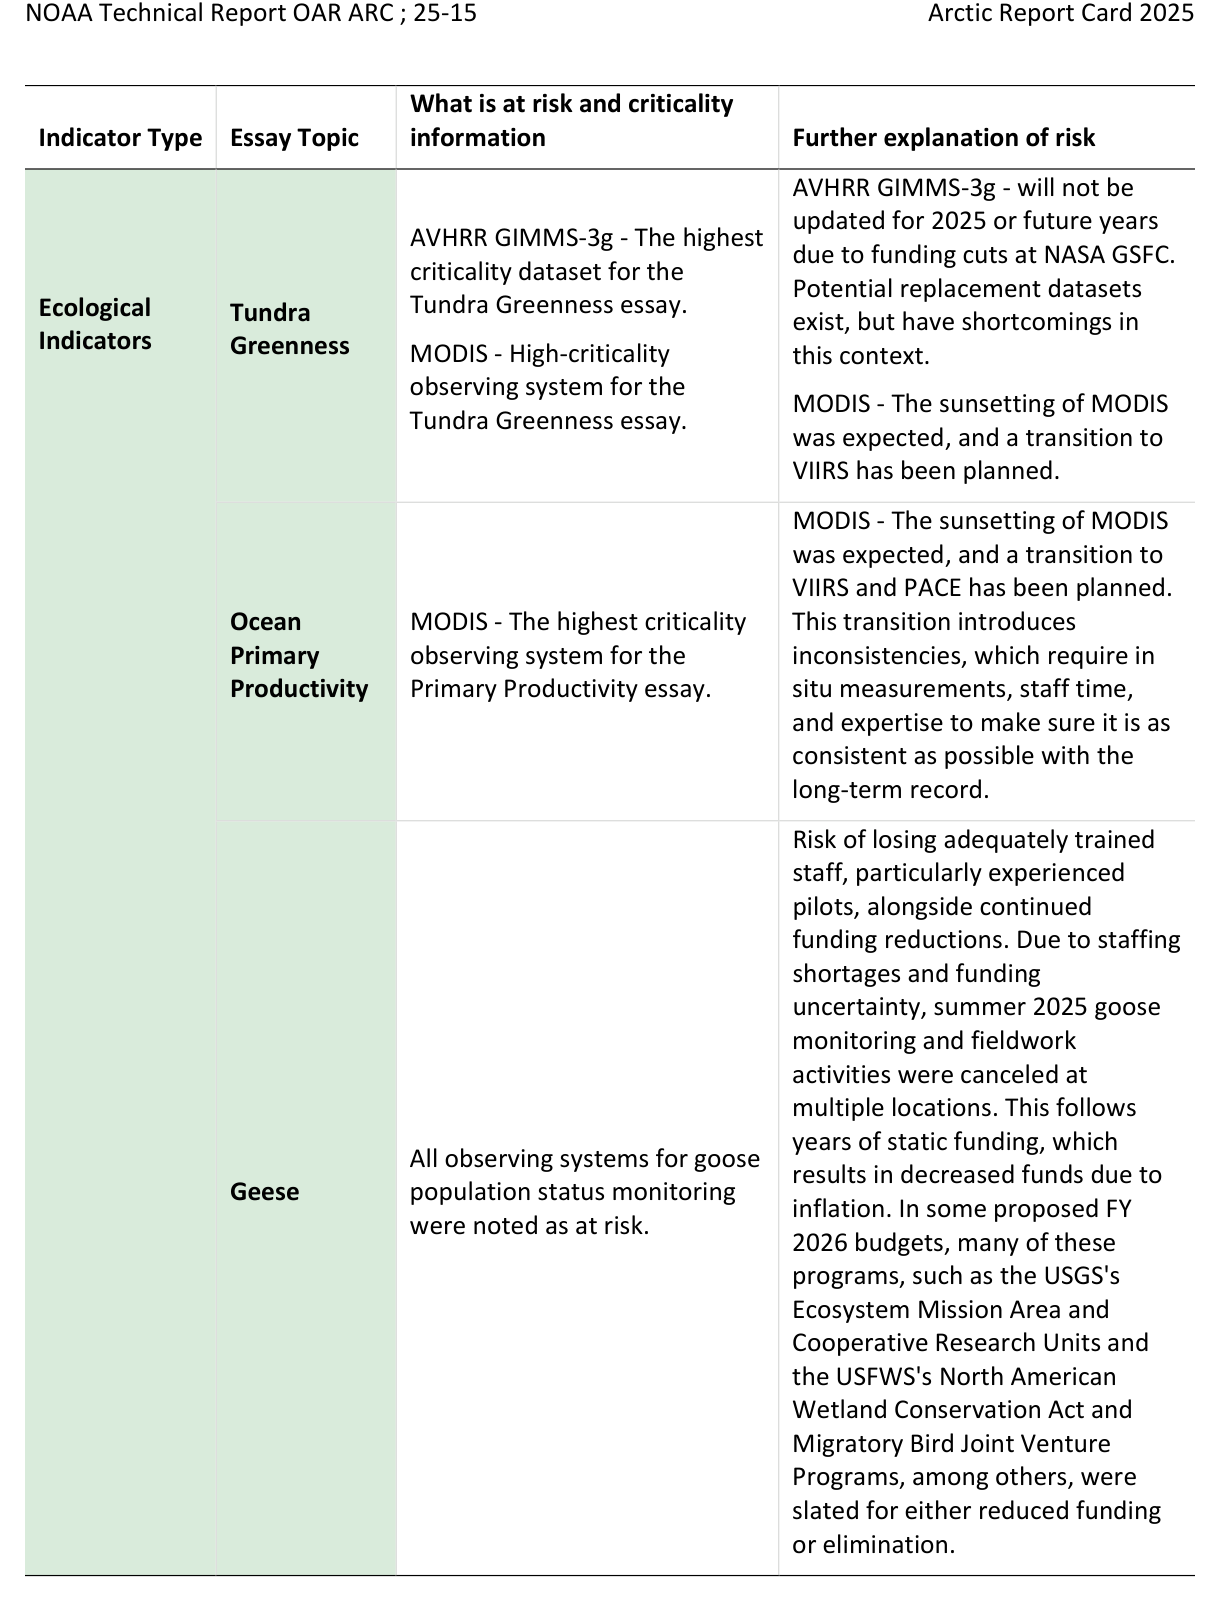 NOAA Technical Report OAR ARC ; 25-15
Arctic Report Card 2025
Indicator Type
Essay Topic
What is at risk and criticality
information
Further explanation of risk
Ecological
Indicators
Tundra
Greenness
AVHRR GIMMS-3g - The highest
criticality dataset for the
Tundra Greenness essay.
MODIS - High-criticality
observing system for the
Tundra Greenness essay.
AVHRR GIMMS-3g - will not be
updated for 2025 or future years
due to funding cuts at NASA GSFC.
Potential replacement datasets
exist, but have shortcomings in
this context.
MODIS - The sunsetting of MODIS
was expected, and a transition to
VIIRS has been planned.
Ocean
Primary
Productivity
MODIS - The highest criticality
observing system for the
Primary Productivity essay.
MODIS - The sunsetting of MODIS
was expected, and a transition to
VIIRS and PACE has been planned.
This transition introduces
inconsistencies, which require in
situ measurements, staff time,
and expertise to make sure it is as
consistent as possible with the
long-term record.
Geese
All observing systems for goose
population status monitoring
were noted as at risk.
Risk of losing adequately trained
staff, particularly experienced
pilots, alongside continued
funding reductions. Due to staffing
shortages and funding
uncertainty, summer 2025 goose
monitoring and fieldwork
activities were canceled at
multiple locations. This follows
years of static funding, which
results in decreased funds due to
inflation. In some proposed FY
2026 budgets, many of these
programs, such as the USGS's
Ecosystem Mission Area and
Cooperative Research Units and
the USFWS's North American
Wetland Conservation Act and
Migratory Bird Joint Venture
Programs, among others, were
slated for either reduced funding
or elimination.